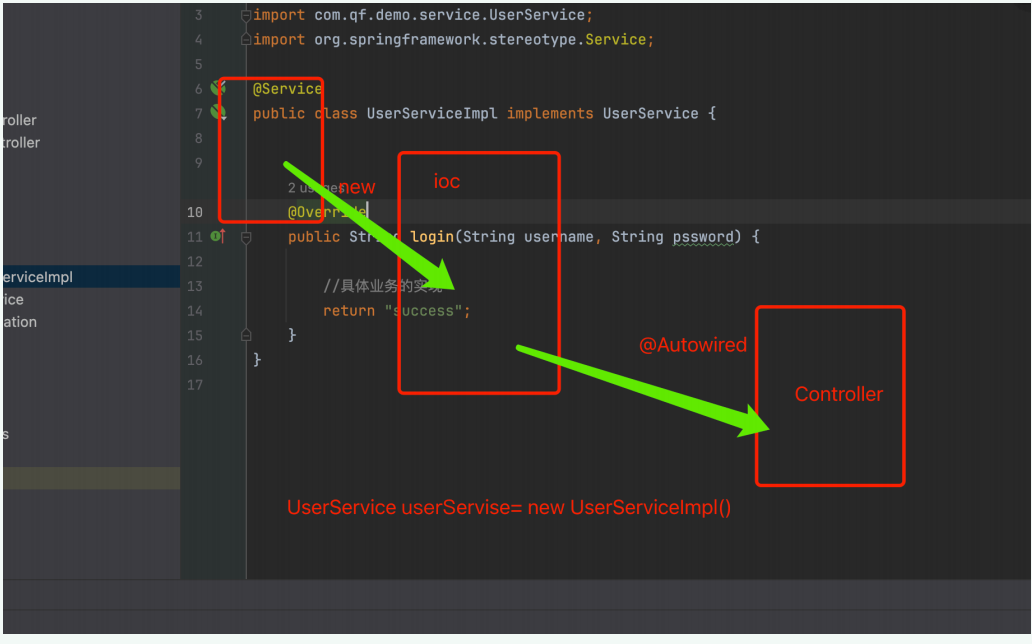 3 import com.qf.demo.service.UserService;
4 import org.springframework.stereotype.Service;
5
6 @Service
7 public class UserServiceImpl implements UserService {
roller
8
troller
9
ioc
2 usages
new
10 @Override
11 public String login(String username, String pssword) {
12
erviceImpl
13 //具体业务的实现
ice
14 return "success";
ation
15 }
@Autowired
16 }
17
Controller
s
UserService userServise= new UserServiceImpl()